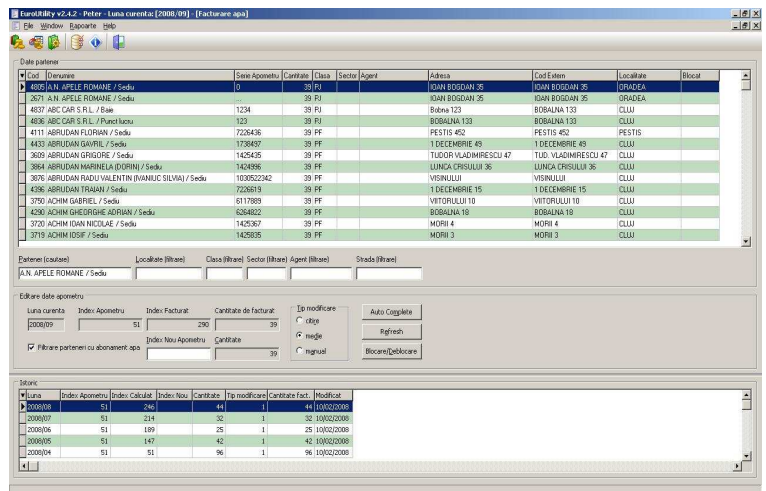 EuroUtility v2.4.2 - Peter - Luna curenta: [2008/09] - [Facturare apa]
File Window Rapoarte Help
Date partener
Cod Denumire Serie Apometru Cantitate Clasa Sector Agent Adresa Cod Extern Localitate Blocat
4805 A.N. APELE ROMANE / Sediu 0 39 PJ IOAN BOGDAN 35 IOAN BOGDAN 35 ORADEA
2671 A.N. APELE ROMANE / Sediu ... 39 PJ IOAN BOGDAN 35 IOAN BOGDAN 35 ORADEA
4837 ABC CAR S.R.L. / Baie 1234 39 PJ Bobna 123 BOBALNA 133 CLUJ
4836 ABC CAR S.R.L. / Punct lucru 123 39 PJ BOBALNA 133 BOBALNA 133 CLUJ
4111 ABRUDAN FLORIAN / Sediu 7226436 39 PF PESTIS 452 PESTIS 452 PESTIS
4433 ABRUDAN GAVRIL / Sediu 1738497 39 PF 1 DECEMBRIE 49 1 DECEMBRIE 49 CLUJ
3609 ABRUDAN GRIGORE / Sediu 1425435 39 PF TUDOR VLADIMIRESCU 47 TUD. VLADIMIRESCU 47 CLUJ
3864 ABRUDAN MARINELA (DORIN) / Sediu 1424996 39 PF LUNCA CRISULUI 36 LUNCA CRISULUI 36 CLUJ
3876 ABRUDAN RADU VALENTIN (IVANIUC SILVIA) / Sediu 1030522342 39 PF VISINULUI VISINULUI CLUJ
4396 ABRUDAN TRAIAN / Sediu 7226619 39 PF 1 DECEMBRIE 15 1 DECEMBRIE 15 CLUJ
3750 ACHIM GABRIEL / Sediu 6117889 39 PF VIITORULUI 10 VIITORULUI 10 CLUJ
4290 ACHIM GHEORGHE ADRIAN / Sediu 6264822 39 PF BOBALNA 18 BOBALNA 18 CLUJ
3720 ACHIM IOAN NICOLAE / Sediu 1425367 39 PF MORII 4 MORII 4 CLUJ
3719 ACHIM IOSIF / Sediu 1425835 39 PF MORII 3 MORII 3 CLUJ
Partener (cautare) Localitate (filtrare) Clasa (filtrare) Sector (filtrare) Agent (filtrare) Strada (filtrare)
A.N. APELE ROMANE / Sediu
Editare date apometru
Luna curenta Index Apometru Index Facturat Cantitate de facturat
2008/09 51 290 39
Filtrare parteneri cu abonament apa
Index Nou Apometru Cantitate
39
Tip modificare
citire
medie
manual
Auto Complete
Refresh
Blocare/Deblocare
Istoric
Luna Index Apometru Index Calculat Index Nou Cantitate Tip modificare Cantitate fact. Modificat
2008/08 51 246 44 1 44 10/02/2008
2008/07 51 214 32 1 32 10/02/2008
2008/06 51 189 25 1 25 10/02/2008
2008/05 51 147 42 1 42 10/02/2008
2008/04 51 51 96 1 96 10/02/2008